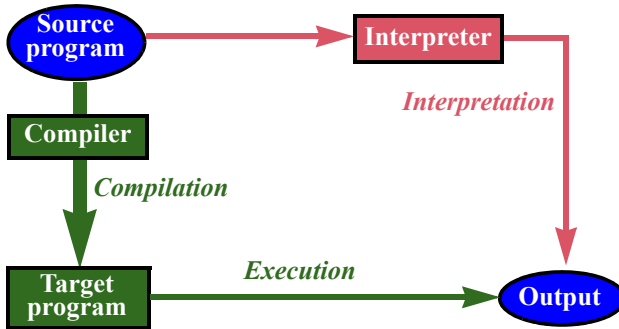 Source
program
Interpreter
Interpretation
Compiler
Compilation
Target
program
Execution
Output